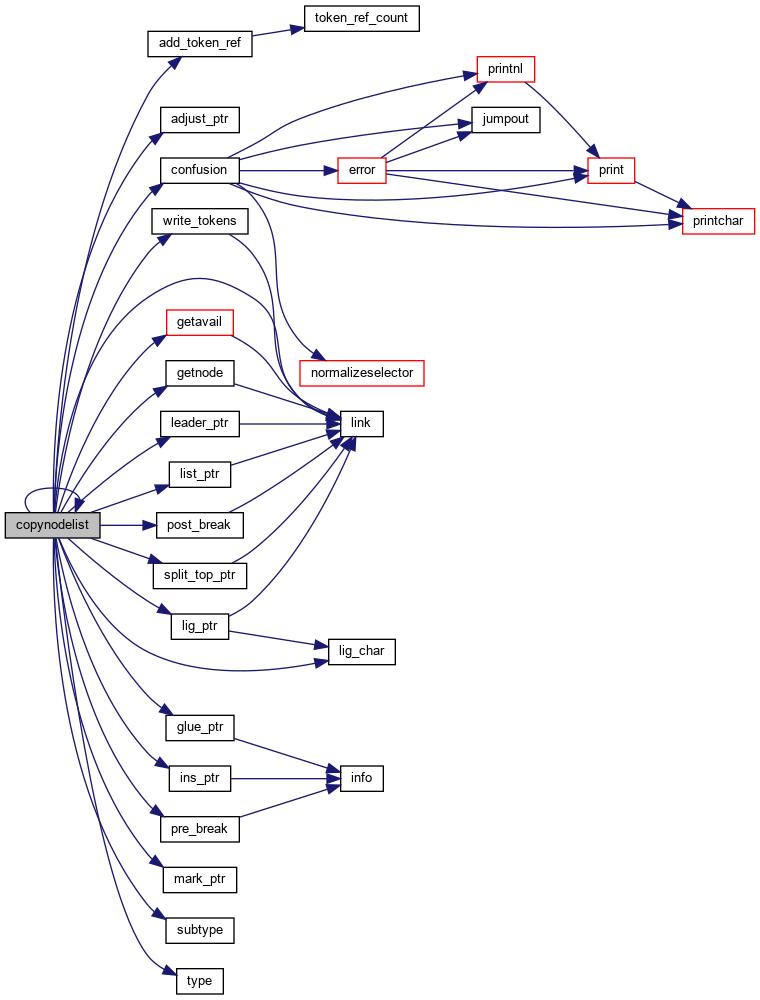 token_ref_count
add_token_ref
printnl
adjust_ptr
jumpout
confusion
error
print
write_tokens
printchar
getavail
getnode
normalizeselector
leader_ptr
link
list_ptr
copynodelist
post_break
split_top_ptr
lig_ptr
lig_char
glue_ptr
ins_ptr
info
pre_break
mark_ptr
subtype
type